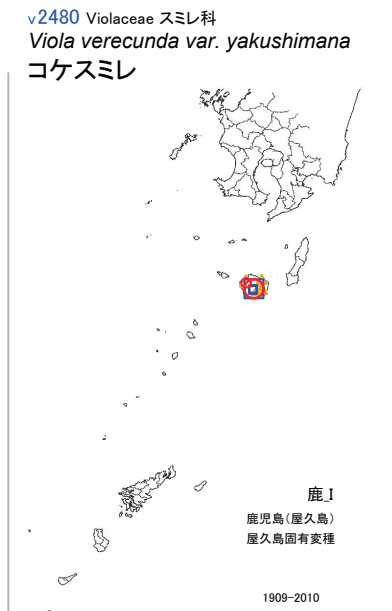 v2480 Violaceae スミレ科
Viola verecunda var. yakushimana
コケスミレ
鹿_I
鹿児島(屋久島)
屋久島固有変種
1909-2010